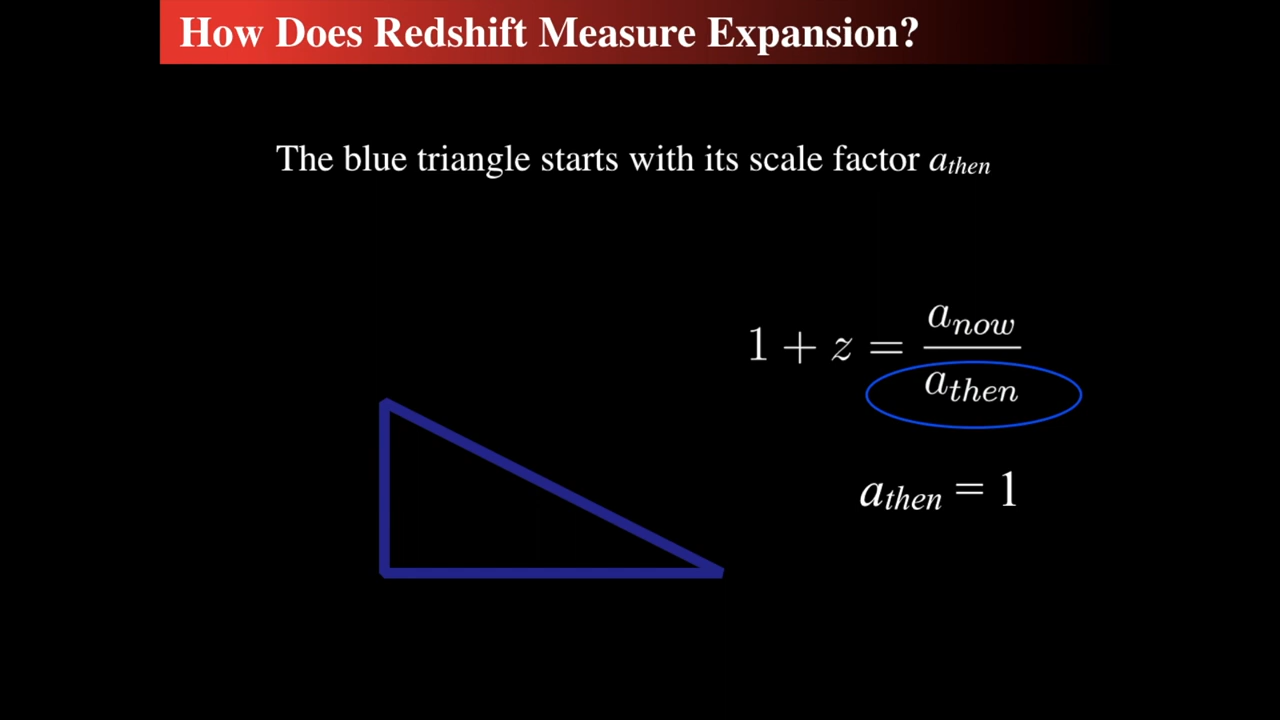 How Does Redshift Measure Expansion?
The blue triangle starts with its scale factor a_then
1 + z = a_now / a_then
a_then = 1